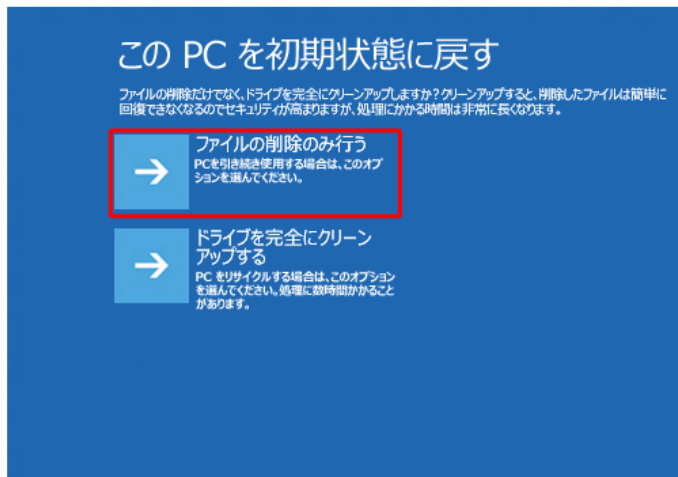 この PC を初期状態に戻す
ファイルの削除だけでなく、ドライブを完全にクリーンアップしますか？クリーンアップすると、削除したファイルは簡単に
回復できなくなるのでセキュリティが高まりますが、処理にかかる時間は非常に長くなります。
ファイルの削除のみ行う
PCを引き続き使用する場合は、このオプ
ションを選んでください。
ドライブを完全にクリーン
アップする
PC をリサイクルする場合は、このオプション
を選んでください。処理に数時間かかること
があります。